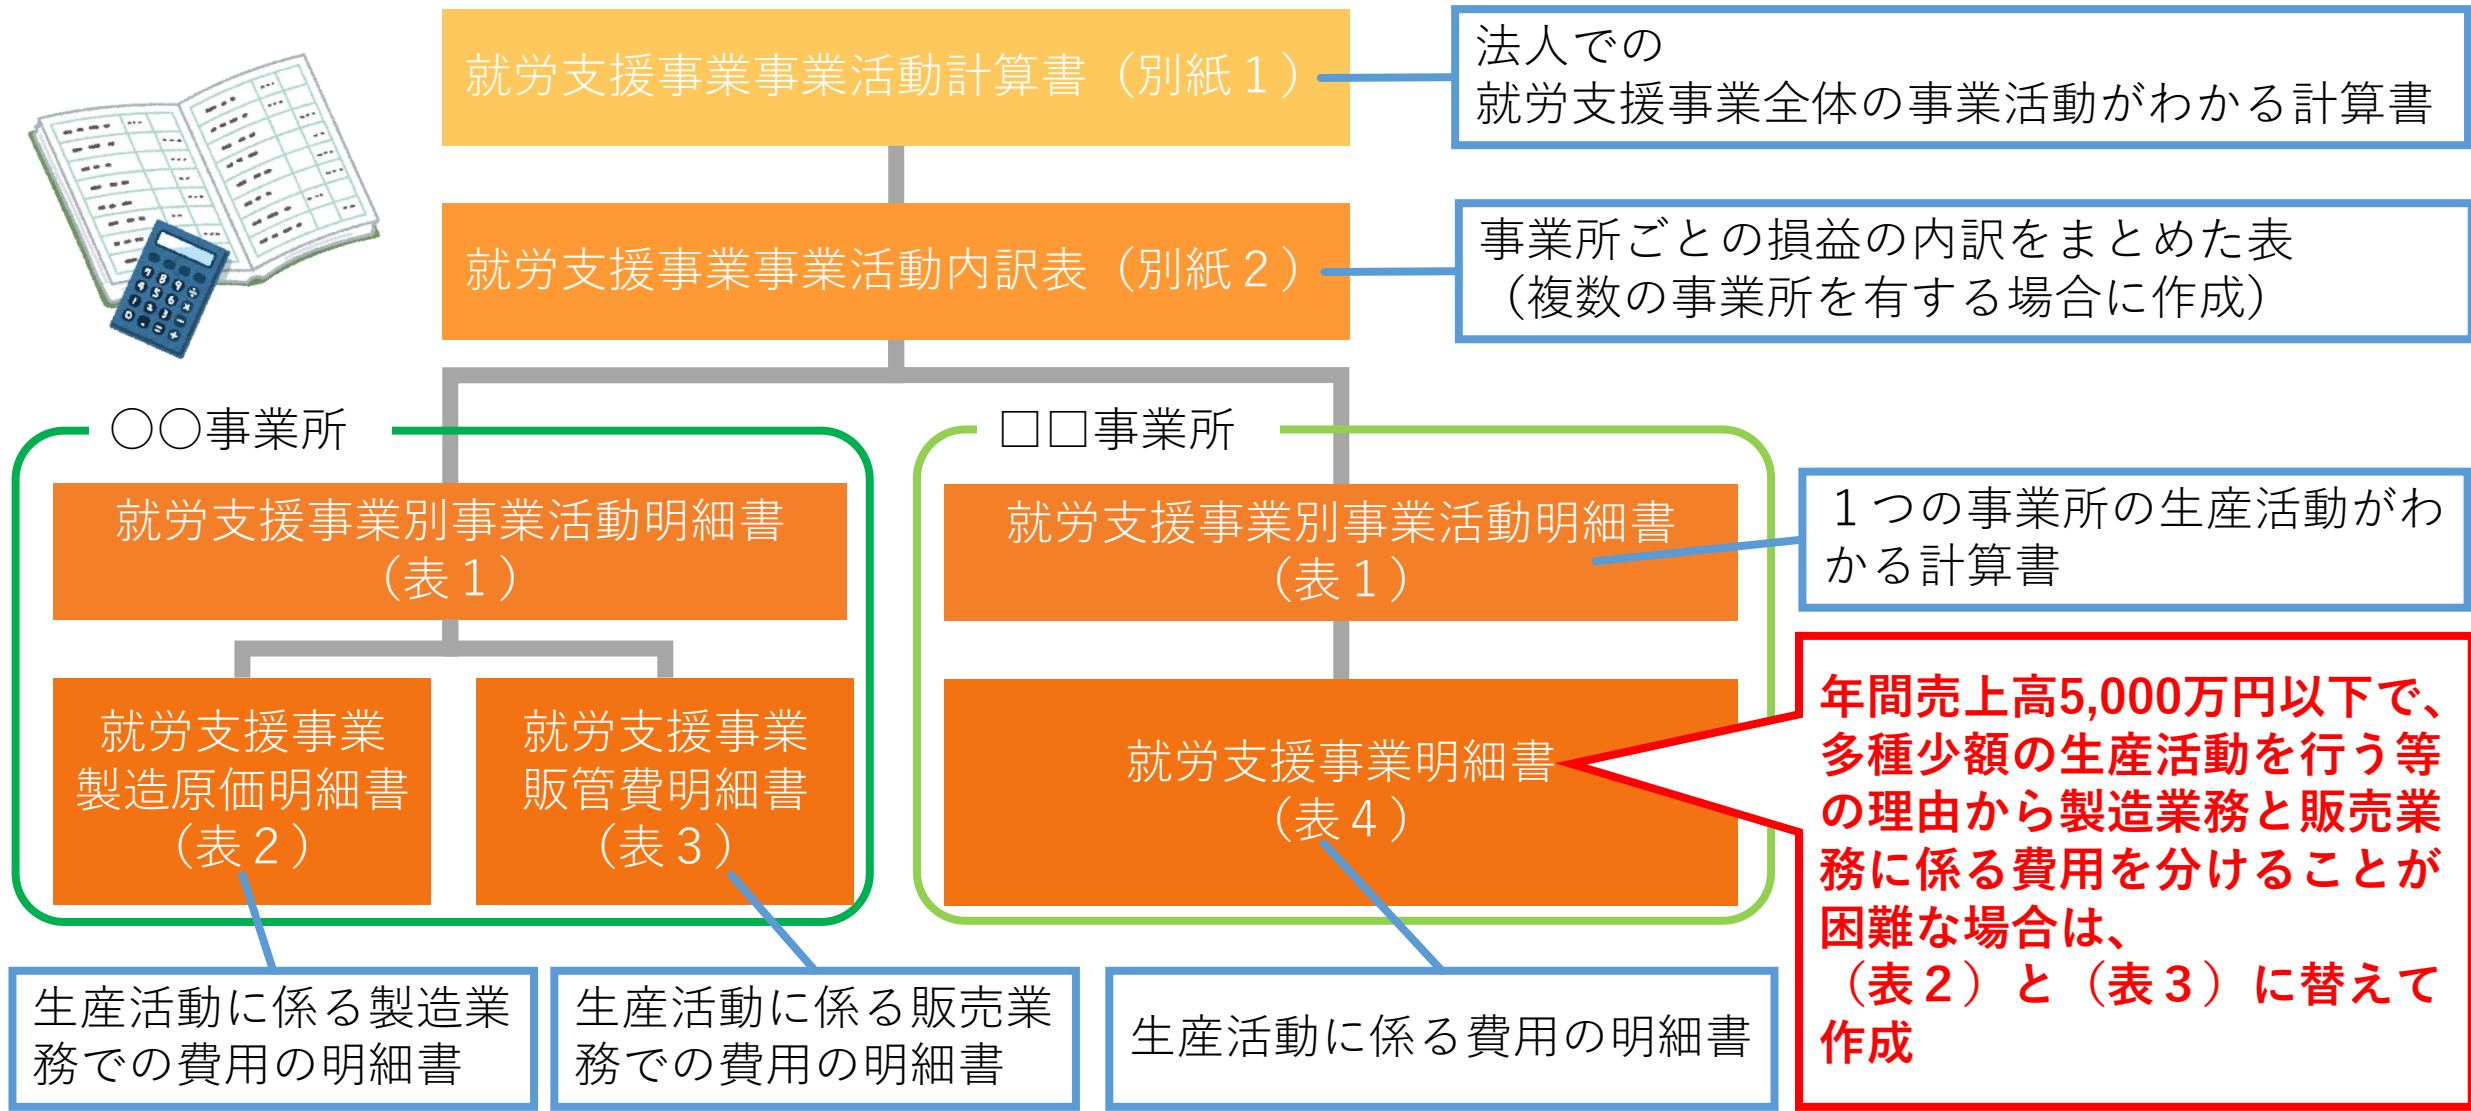 就労支援事業事業活動計算書（別紙１）
法人での
就労支援事業全体の事業活動がわかる計算書
就労支援事業事業活動内訳表（別紙２）
事業所ごとの損益の内訳をまとめた表
（複数の事業所を有する場合に作成）
〇〇事業所
就労支援事業別事業活動明細書
（表１）
就労支援事業
製造原価明細書
（表２）
就労支援事業
販管費明細書
（表３）
□□事業所
就労支援事業別事業活動明細書
（表１）
就労支援事業明細書
（表４）
１つの事業所の生産活動がわ
かる計算書
年間売上高5,000万円以下で、
多種少額の生産活動を行う等
の理由から製造業務と販売業
務に係る費用を分けることが
困難な場合は、
（表２）と（表３）に替えて
作成
生産活動に係る製造業
務での費用の明細書
生産活動に係る販売業
務での費用の明細書
生産活動に係る費用の明細書